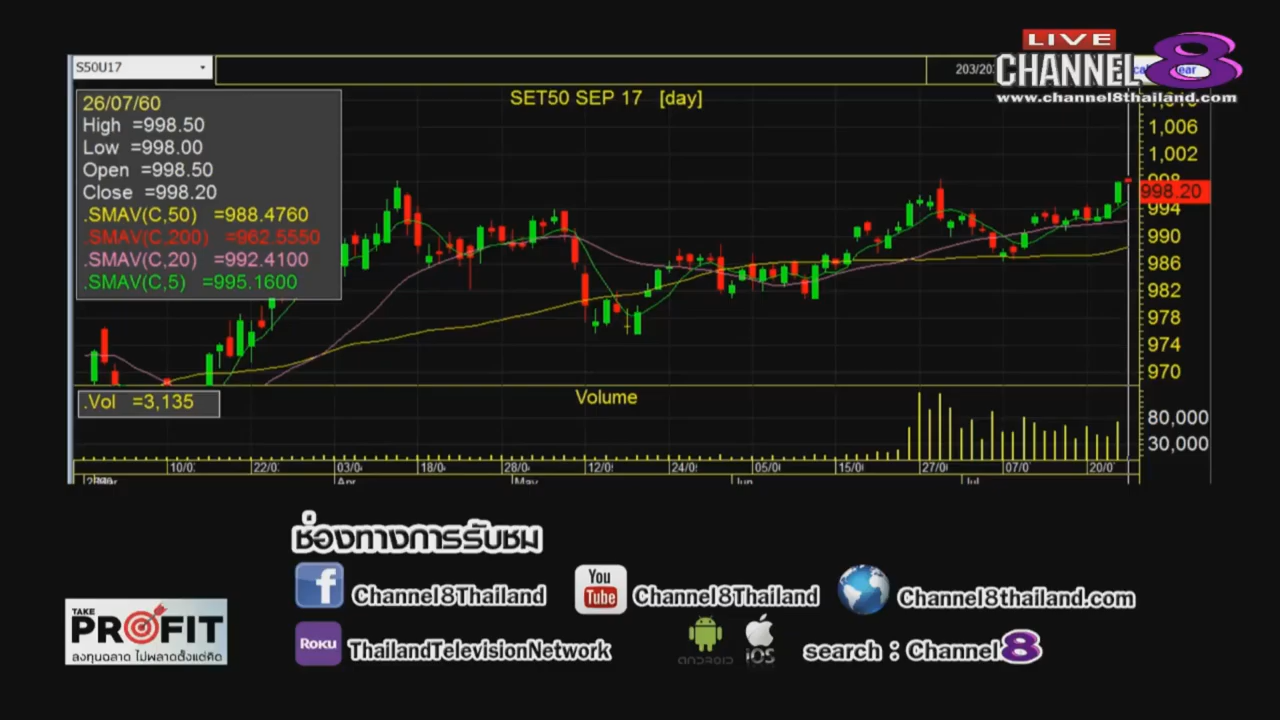 LIVE
CHANNEL 8
www.channel8thailand.com
S50U17
SET50 SEP 17 [day]
26/07/60
High =998.50
Low =998.00
Open =998.50
Close =998.20
.SMAV(C,50) =988.4760
.SMAV(C,200) =962.5550
.SMAV(C,20) =992.4100
.SMAV(C,5) =995.1600
1,006
1,002
998
998.20
994
990
986
982
978
974
970
.Vol =3,135
Volume
80,000
30,000
10/0
22/0
03/0
18/0
28/0
12/0
24/0
05/0
15/0
27/0
07/0
20/0
Apr
May
Jun
Jul
ช่องทางการรับชม
f Channel8Thailand
You Tube Channel8Thailand
Channel8thailand.com
TAKE
PROFIT
ลงทุนฉลาด ไม่พลาดตั้งแต่คิด
ROKU ThailandTelevisionNetwork
ANDROID
iOS
search : Channel8